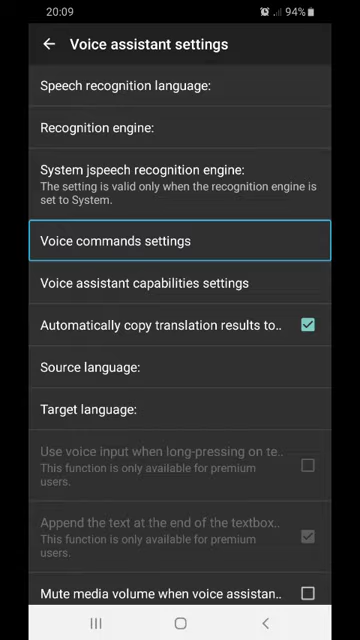 20:09
94%
Voice assistant settings
Speech recognition language:
Recognition engine:
System jspeech recognition engine:
The setting is valid only when the recognition engine is
set to System.
Voice commands settings
Voice assistant capabilities settings
Automatically copy translation results to..
Source language:
Target language:
Use voice input when long-pressing on te..
This function is only available for premium
users.
Append the text at the end of the textbox..
This function is only available for premium
users.
Mute media volume when voice assistan..